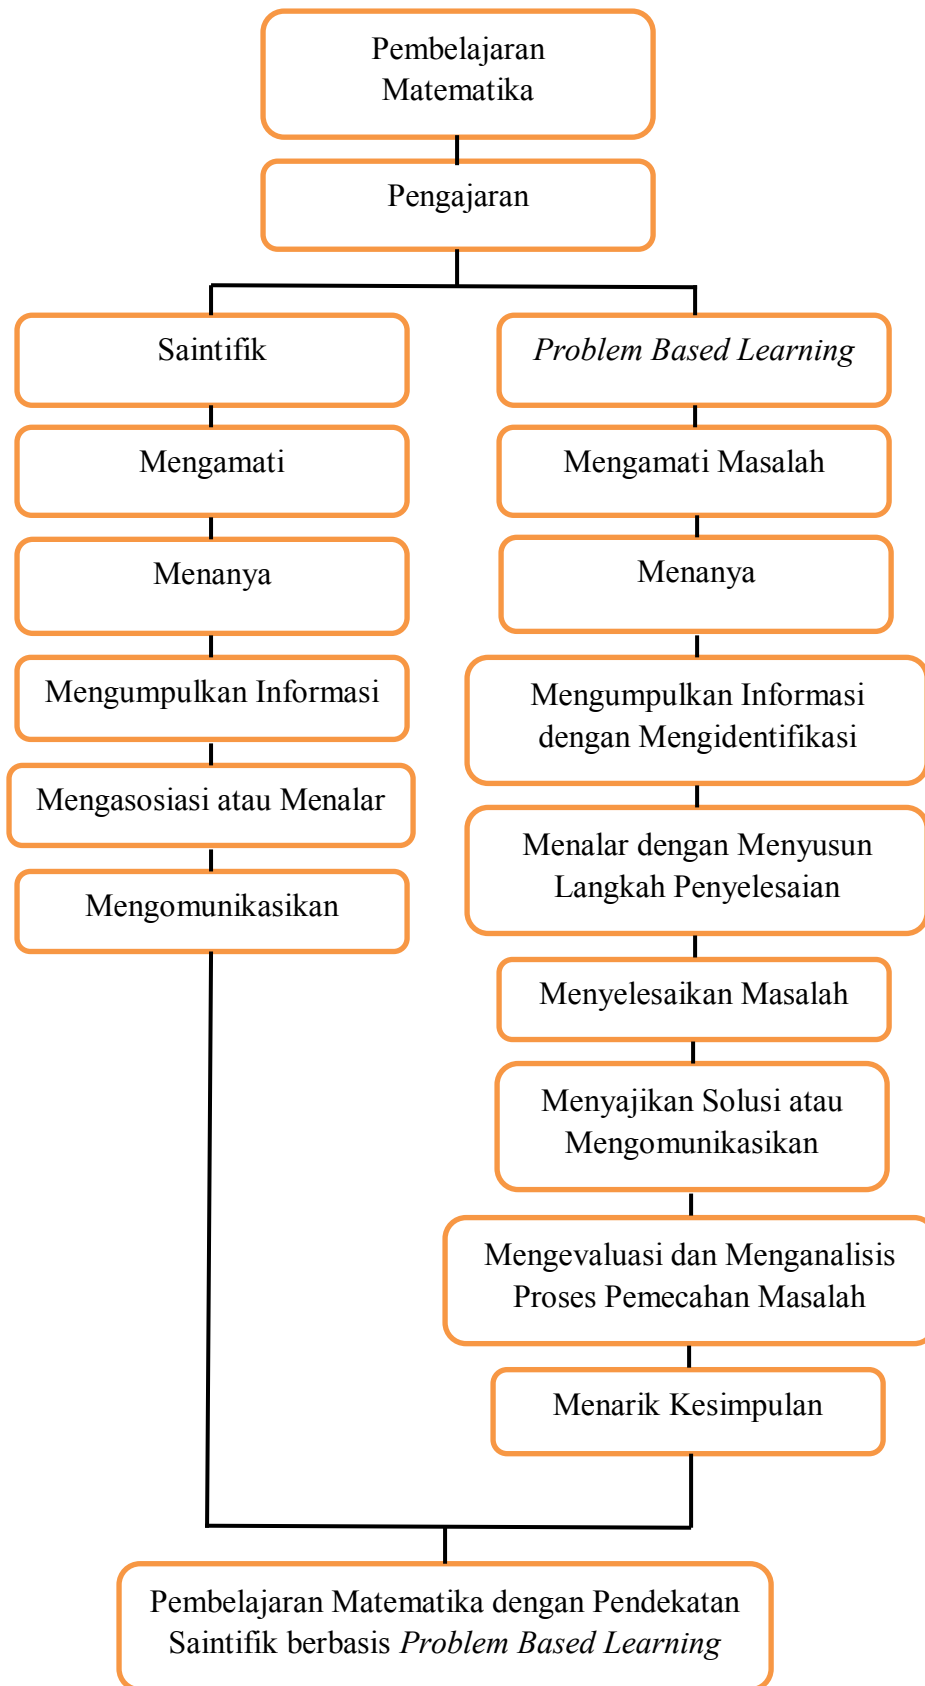 Pembelajaran
Matematika
Pengajaran
Saintifik
Mengamati
Menanya
Mengumpulkan Informasi
Mengasosiasi atau Menalar
Mengomunikasikan
Problem Based Learning
Mengamati Masalah
Menanya
Mengumpulkan Informasi
dengan Mengidentifikasi
Menalar dengan Menyusun
Langkah Penyelesaian
Menyelesaikan Masalah
Menyajikan Solusi atau
Mengomunikasikan
Mengevaluasi dan Menganalisis
Proses Pemecahan Masalah
Menarik Kesimpulan
Pembelajaran Matematika dengan Pendekatan
Saintifik berbasis Problem Based Learning